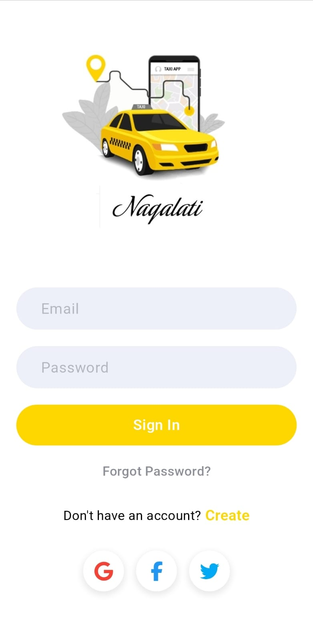 TAXI APP
TAXI
Naqalati
Email
Password
Sign In
Forgot Password?
Don't have an account? Create